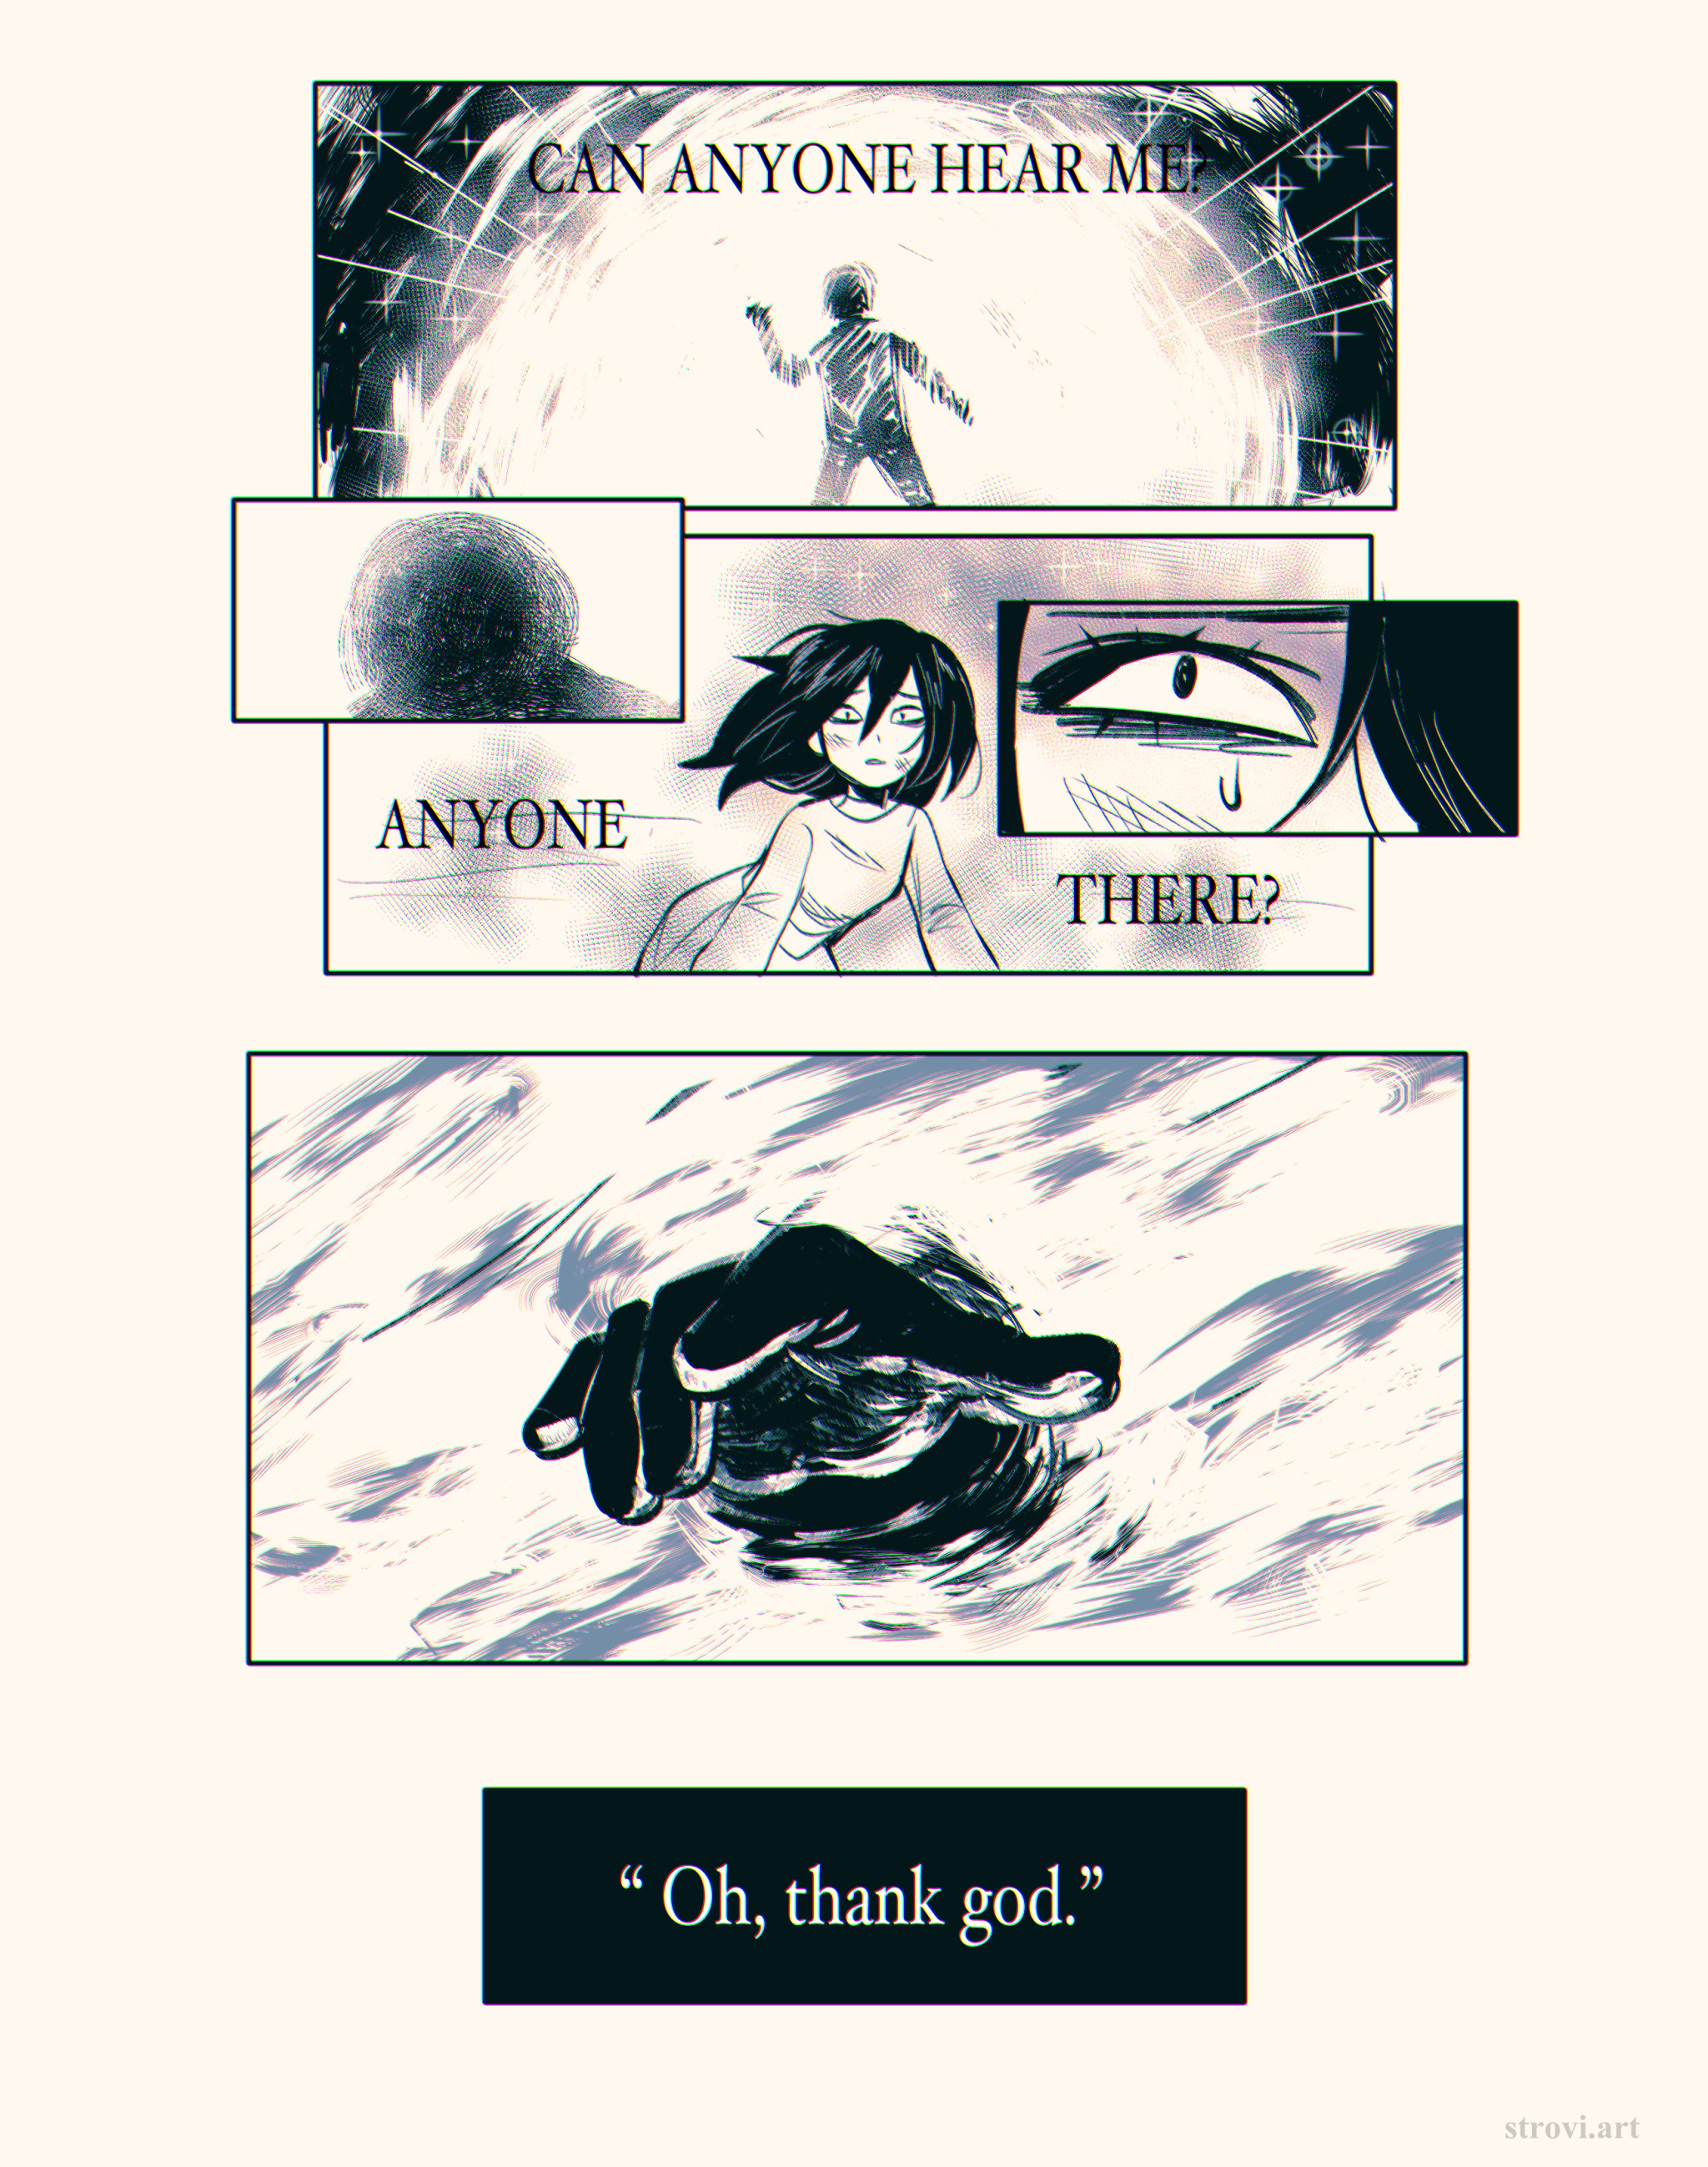 CAN ANYONE HEAR ME?
ANYONE
THERE?
“ Oh, thank god.”
strovi.art